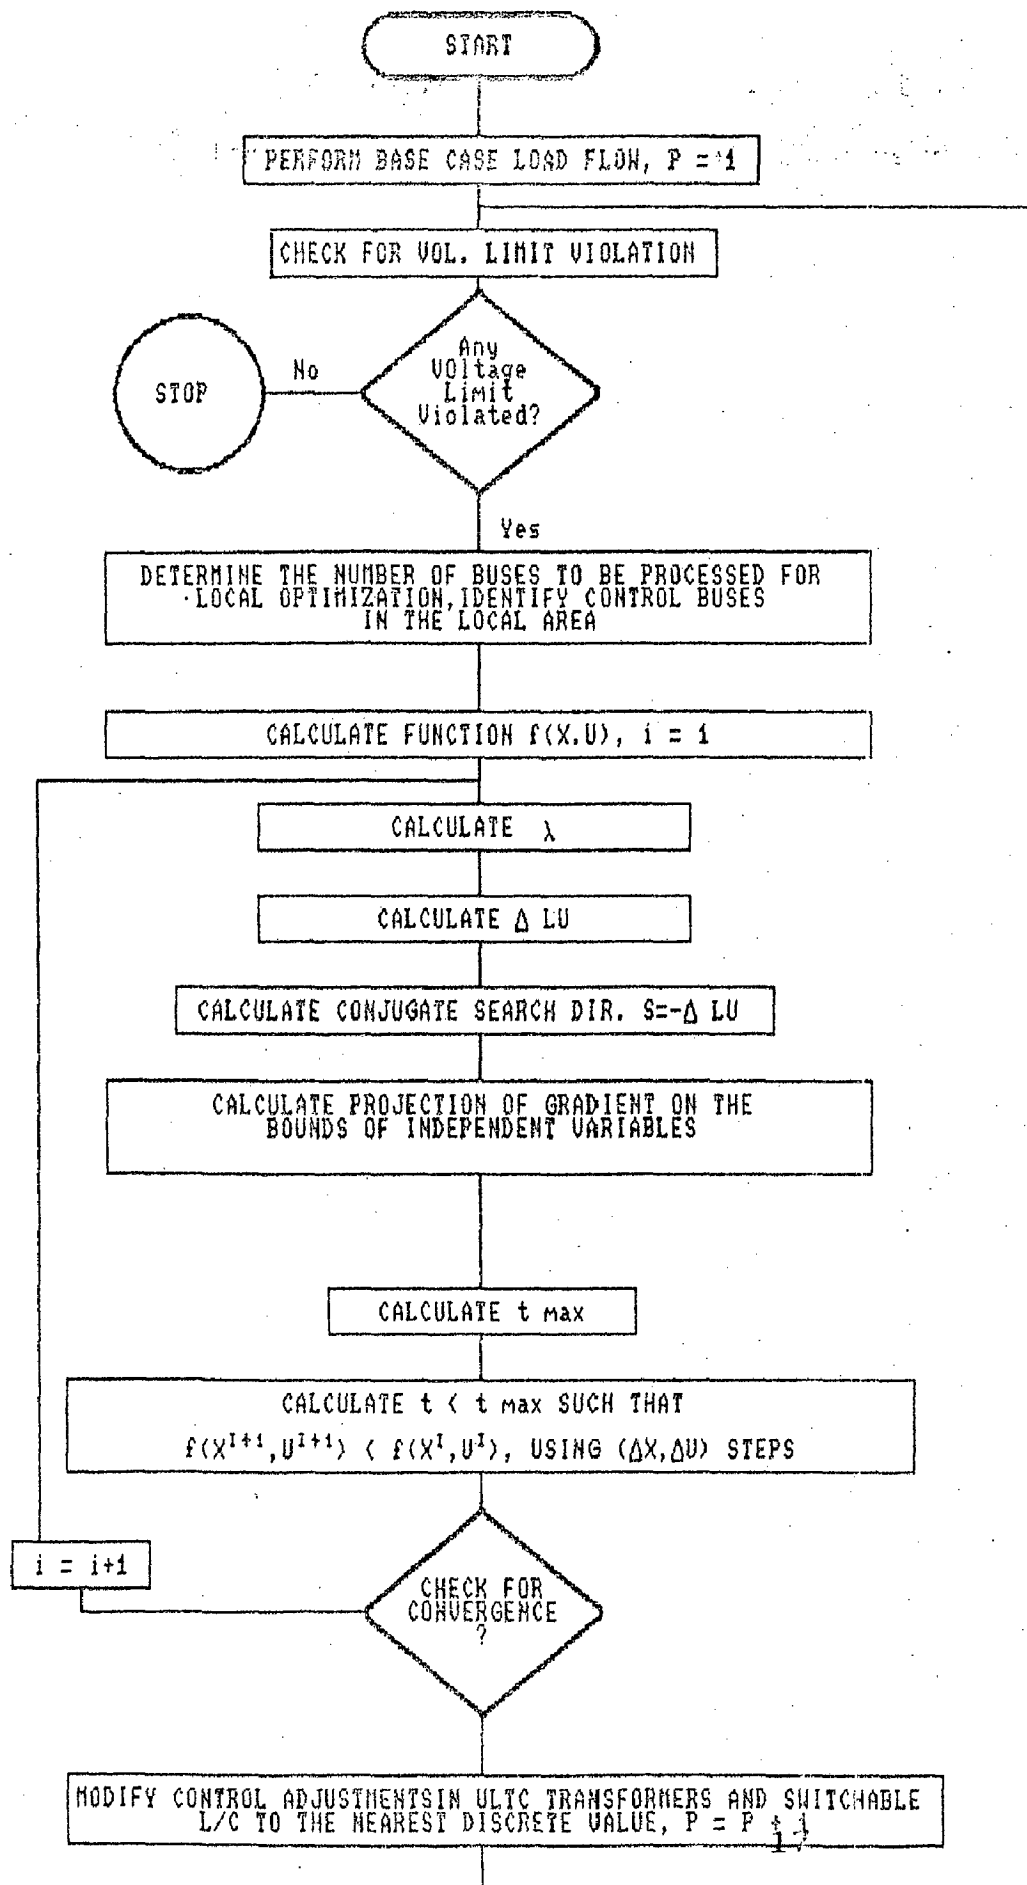 START
PERFORM BASE CASE LOAD FLOW, P = 1
CHECK FOR VOL. LIMIT VIOLATION
Any
VOltage
Limit
Violated?
No
STOP
Yes
DETERMINE THE NUMBER OF BUSES TO BE PROCESSED FOR
LOCAL OPTIMIZATION,IDENTIFY CONTROL BUSES
IN THE LOCAL AREA
CALCULATE FUNCTION f(X.U), i = 1
CALCULATE λ
CALCULATE Δ LU
CALCULATE CONJUGATE SEARCH DIR. S=-Δ LU
CALCULATE PROJECTION OF GRADIENT ON THE
BOUNDS OF INDEPENDENT VARIABLES
CALCULATE t max
CALCULATE t < t max SUCH THAT
f(X^{I+1},U^{I+1}) < f(X^I,U^I), USING (ΔX,ΔU) STEPS
i = i+1
CHECK FOR
CONVERGENCE
?
MODIFY CONTROL ADJUSTMENTSIN ULTC TRANSFORMERS AND SWITCHABLE
L/C TO THE NEAREST DISCRETE VALUE, P = P + 1
17